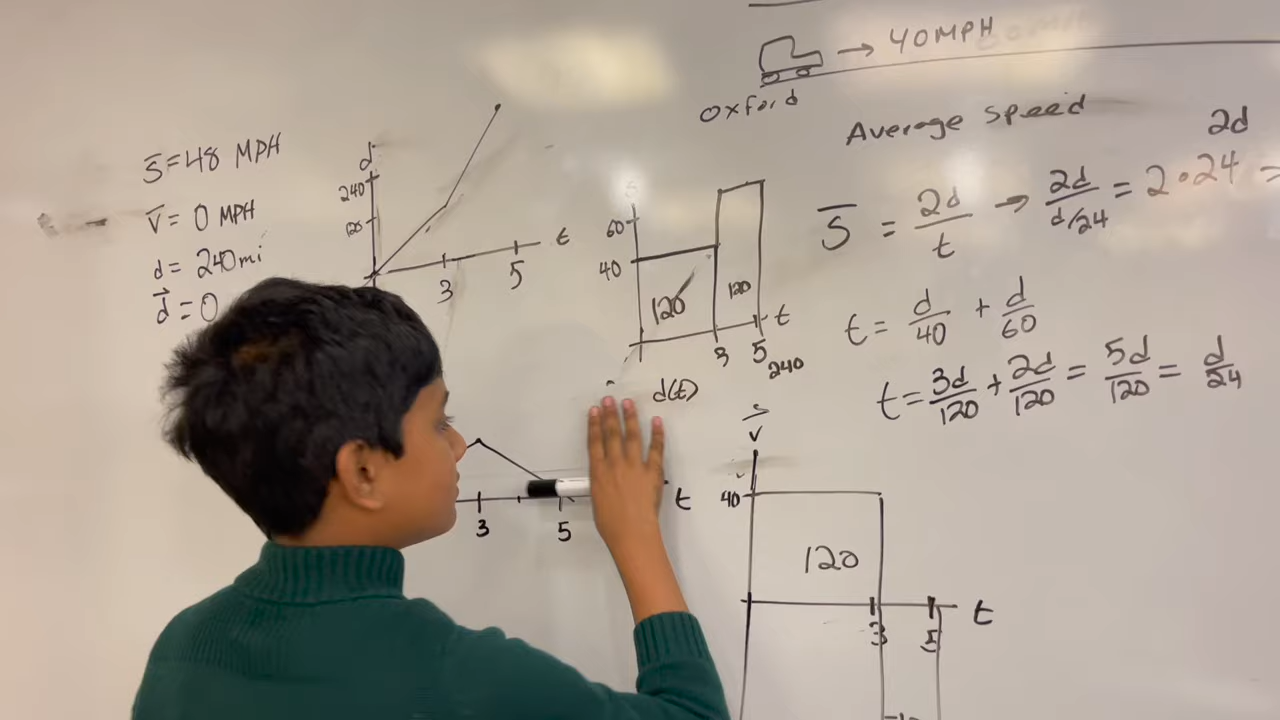 → 40 MPH
Oxford
Average Speed
2d
S̅ = 48 MPH
V̅ = 0 MPH
d = 240mi
d⃗ = 0
d
240
120
t
3
5
60
40
120
120
t
3
5
240
S̅ = 2d/t → 2d/d/24 = 2•24 =
t = d/40 + d/60
t = 3d/120 + 2d/120 = 5d/120 = d/24
d(t)
t
3
5
v⃗
40
120
t
3
5